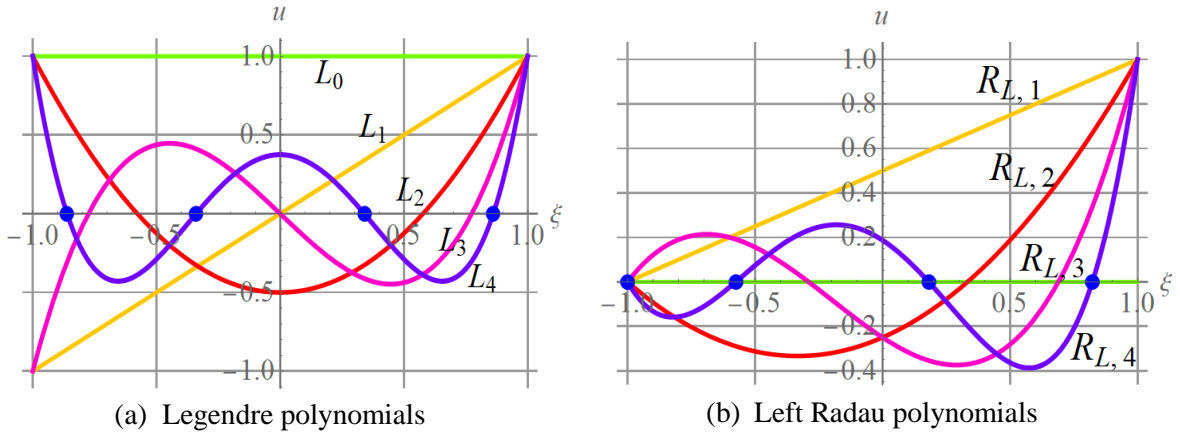 u
1.0
L0
L1
0.5
L2
ξ
−1.0
−0.5
0.5
1.0
L3
L4
−0.5
−1.0
(a) Legendre polynomials
u
1.0
RL, 1
0.8
0.6
RL, 2
0.4
0.2
RL, 3
ξ
−1.0
−0.5
0.5
1.0
−0.2
RL, 4
−0.4
(b) Left Radau polynomials